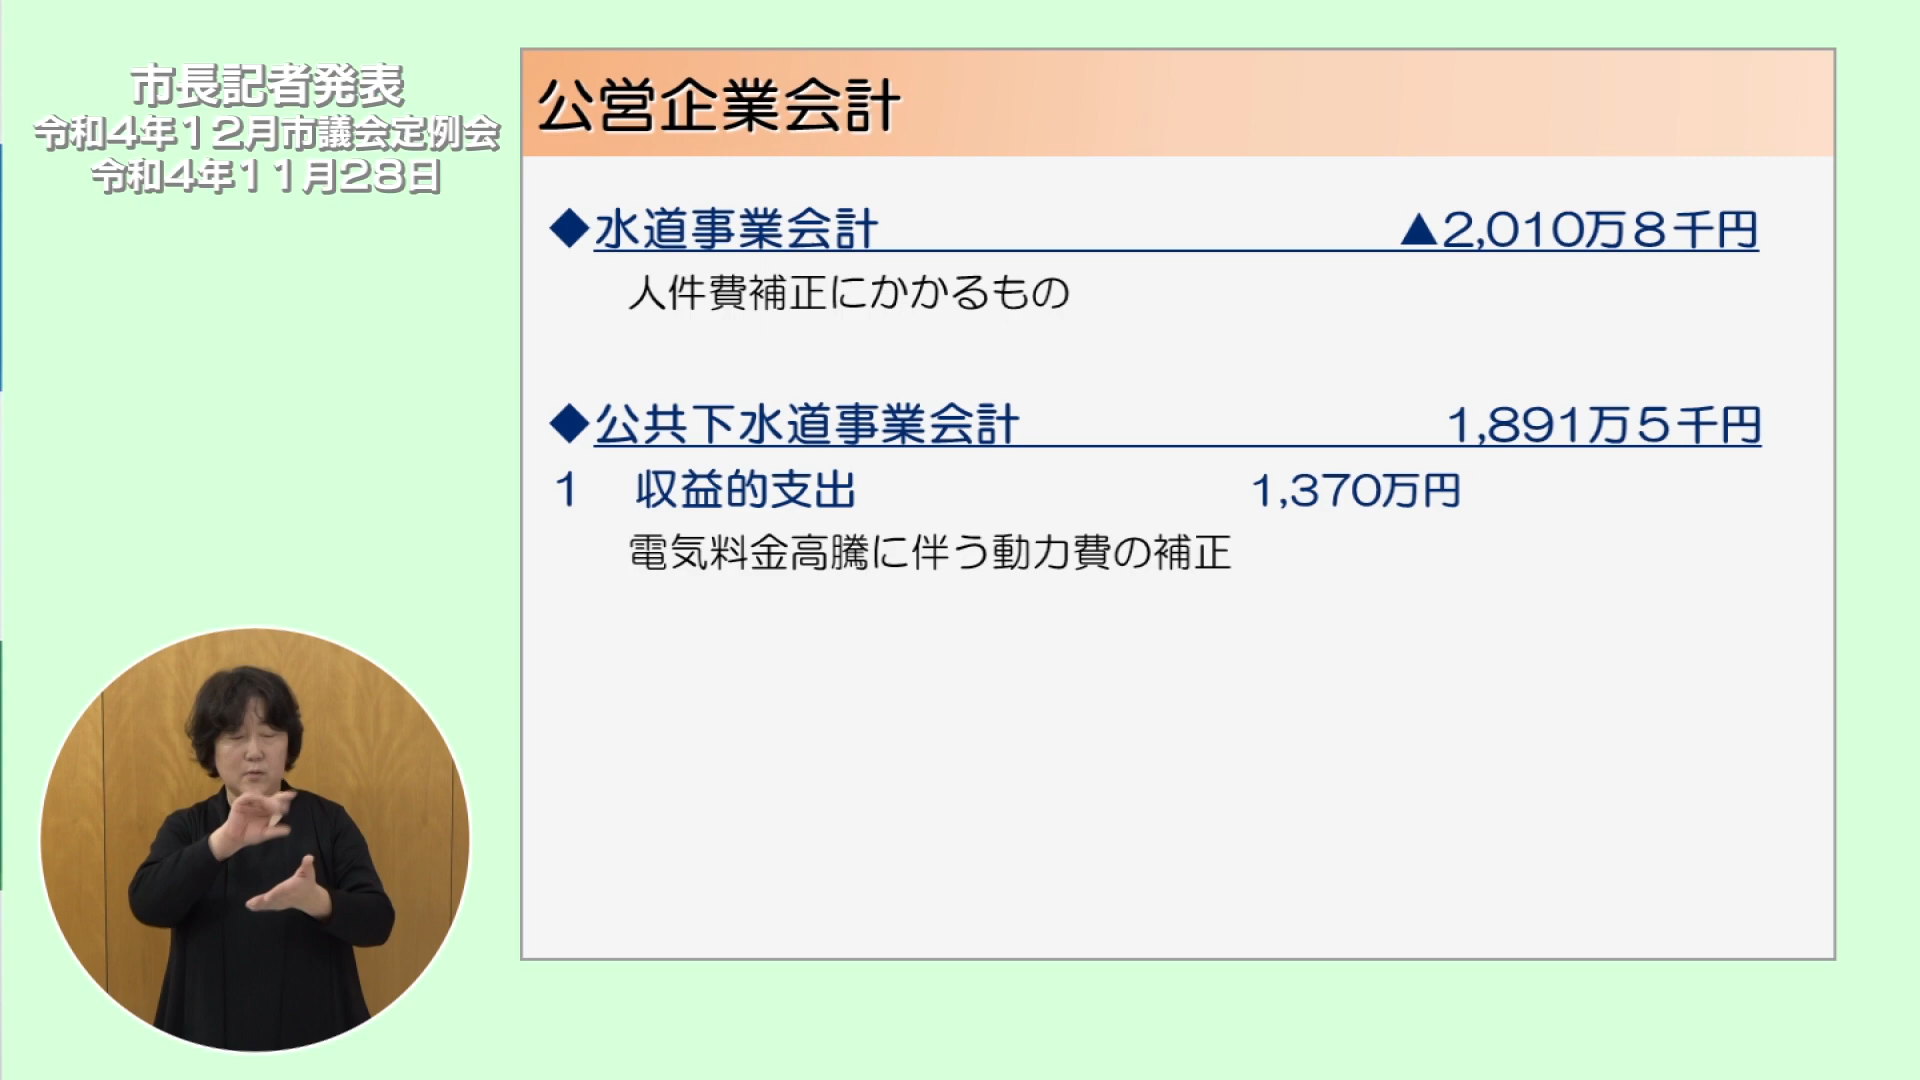 市長記者発表
令和4年12月市議会定例会
令和4年11月28日
公営企業会計
◆水道事業会計 ▲2,010万8千円
人件費補正にかかるもの
◆公共下水道事業会計 1,891万5千円
1 収益的支出 1,370万円
電気料金高騰に伴う動力費の補正